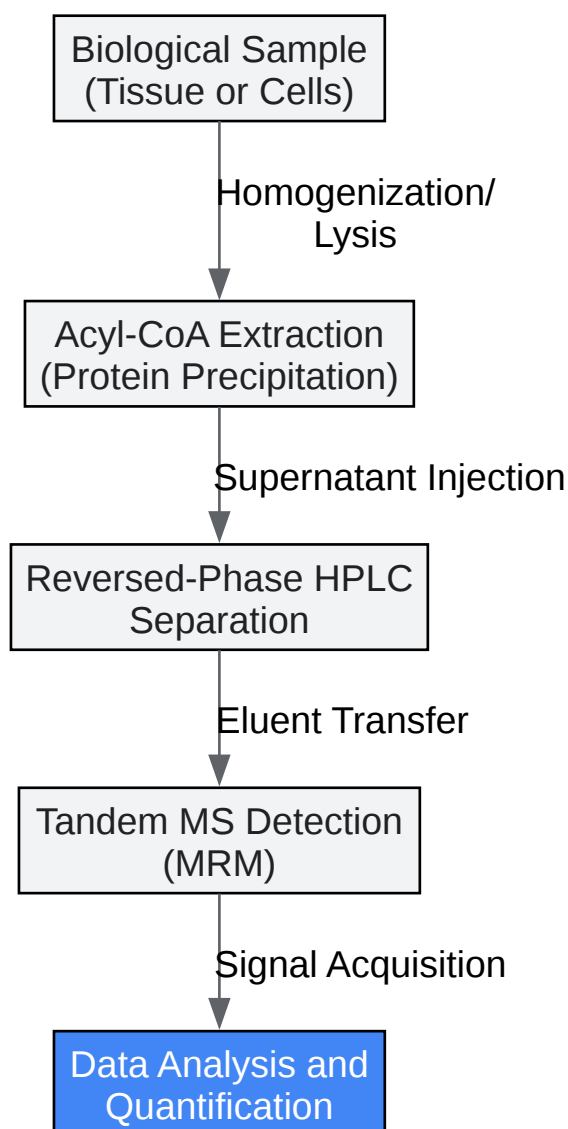 Biological Sample
(Tissue or Cells)
Homogenization/
Lysis
Acyl-CoA Extraction
(Protein Precipitation)
Supernatant Injection
Reversed-Phase HPLC
Separation
Eluent Transfer
Tandem MS Detection
(MRM)
Signal Acquisition
Data Analysis and
Quantification